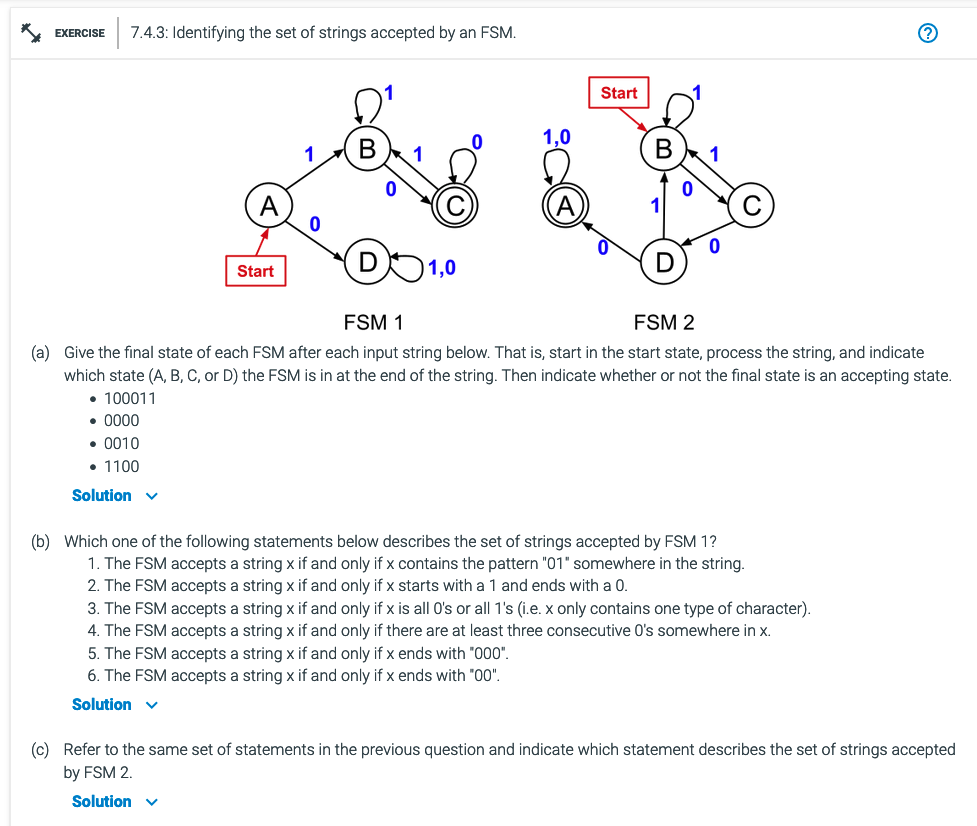 EXERCISE 7.4.3: Identifying the set of strings accepted by an FSM. ?
1 Start 1
1 B 1 0 1,0 B 1
0 C 0 C
A 0 A 1
0 0
Start D 1,0 D
FSM 1 FSM 2
(a) Give the final state of each FSM after each input string below. That is, start in the start state, process the string, and indicate
which state (A, B, C, or D) the FSM is in at the end of the string. Then indicate whether or not the final state is an accepting state.
• 100011
• 0000
• 0010
• 1100
Solution
(b) Which one of the following statements below describes the set of strings accepted by FSM 1?
1. The FSM accepts a string x if and only if x contains the pattern "01" somewhere in the string.
2. The FSM accepts a string x if and only if x starts with a 1 and ends with a 0.
3. The FSM accepts a string x if and only if x is all 0's or all 1's (i.e. x only contains one type of character).
4. The FSM accepts a string x if and only if there are at least three consecutive 0's somewhere in x.
5. The FSM accepts a string x if and only if x ends with "000".
6. The FSM accepts a string x if and only if x ends with "00".
Solution
(c) Refer to the same set of statements in the previous question and indicate which statement describes the set of strings accepted
by FSM 2.
Solution